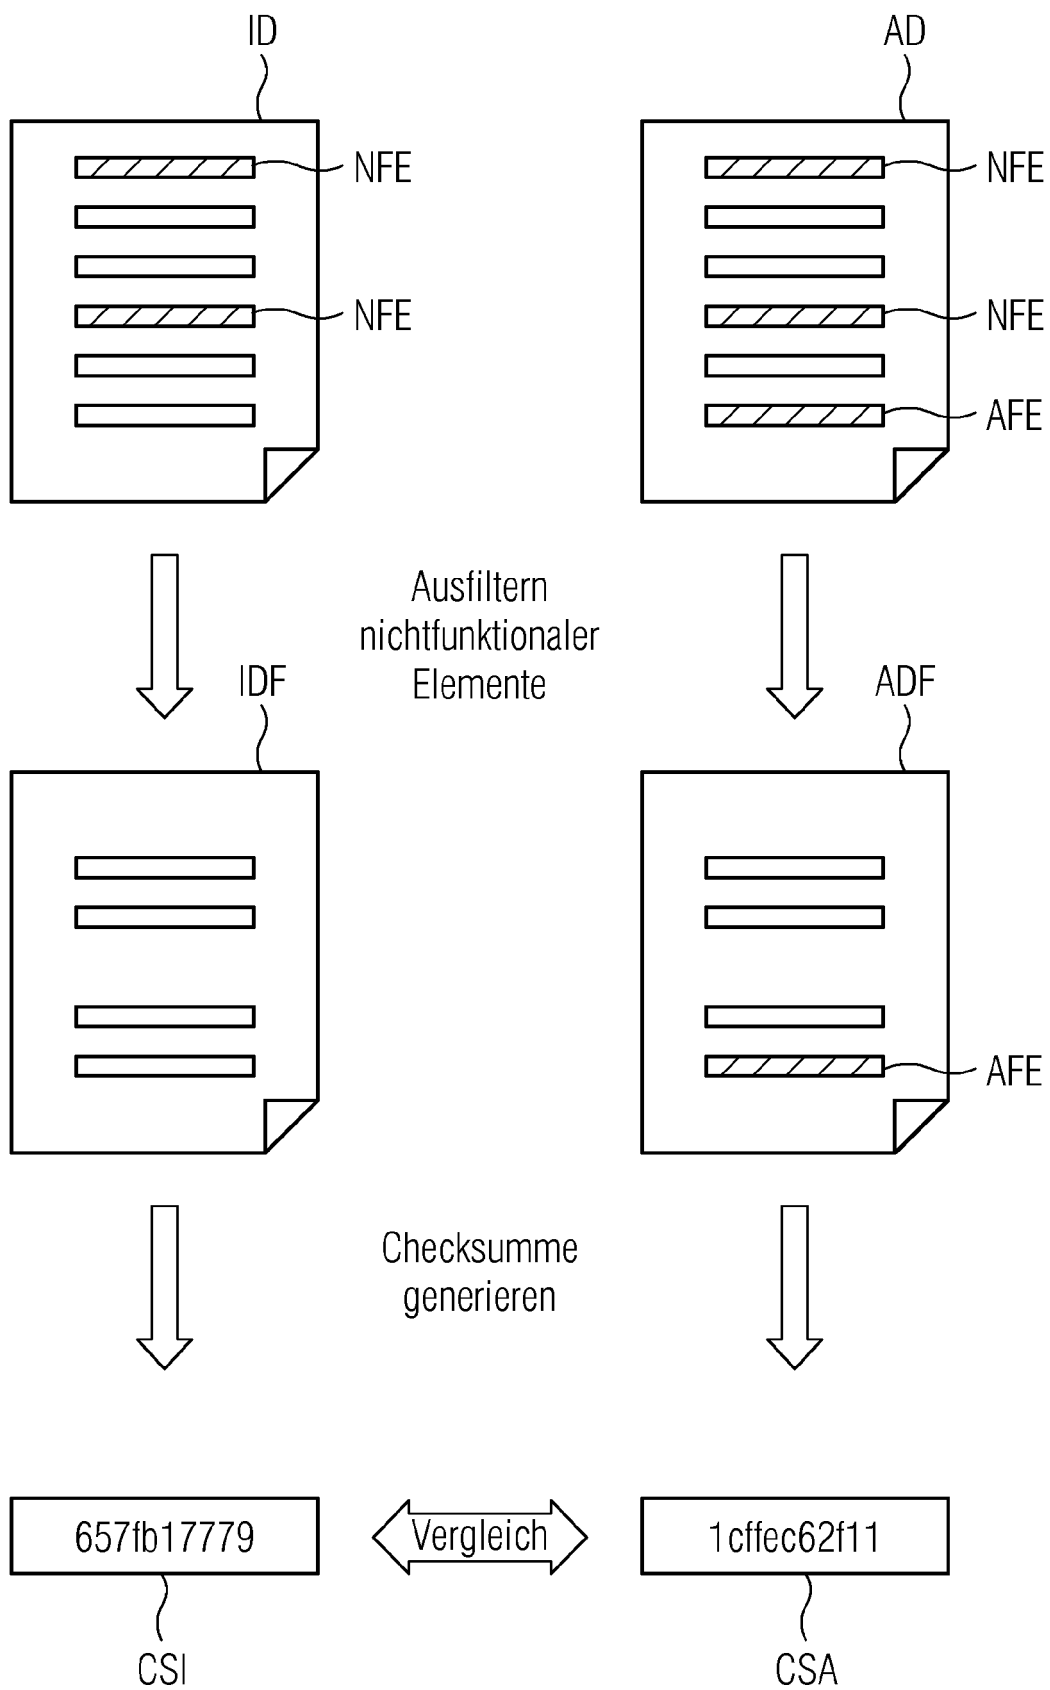 ID
AD
NFE
NFE
NFE
NFE
AFE
Ausfiltern
nichtfunktionaler
Elemente
IDF
ADF
AFE
Checksumme
generieren
657fb17779
Vergleich
1cffec62f11
CSI
CSA